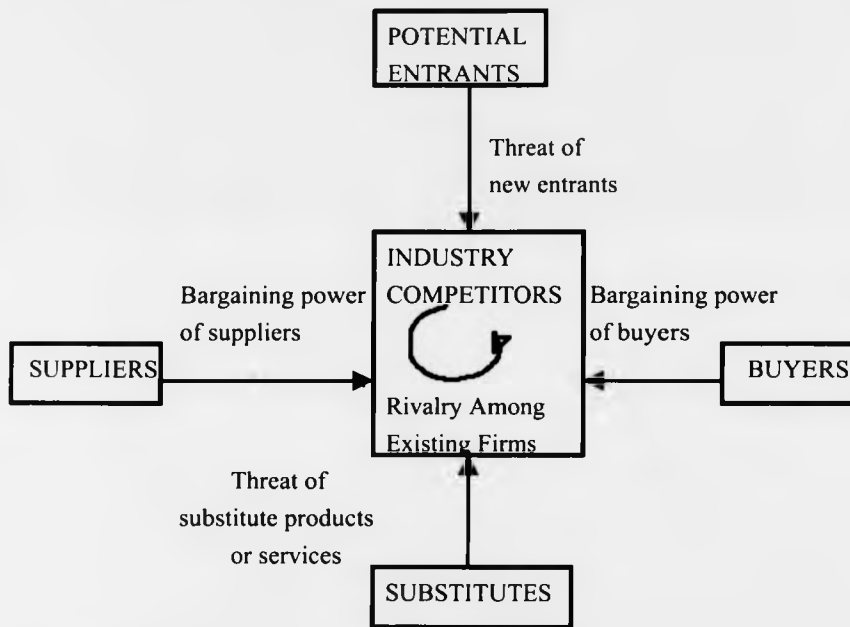 POTENTIAL
ENTRANTS
Threat of
new entrants
INDUSTRY
COMPETITORS
Rivalry Among
Existing Firms
Bargaining power
of suppliers
SUPPLIERS
Bargaining power
of buyers
BUYERS
Threat of
substitute products
or services
SUBSTITUTES